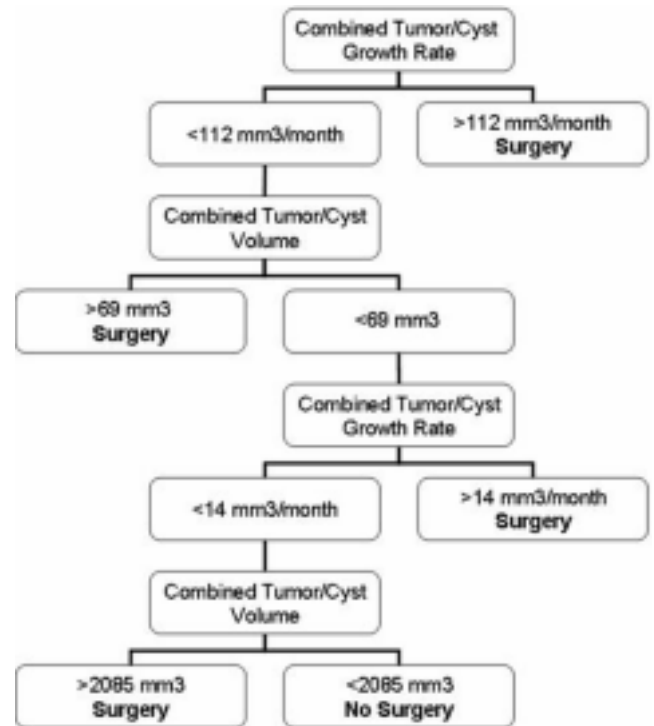 Combined Tumor/Cyst
Growth Rate
<112 mm3/month
>112 mm3/month
Surgery
Combined Tumor/Cyst
Volume
>69 mm3
Surgery
<69 mm3
Combined Tumor/Cyst
Growth Rate
<14 mm3/month
>14 mm3/month
Surgery
Combined Tumor/Cyst
Volume
>2085 mm3
Surgery
<2085 mm3
No Surgery